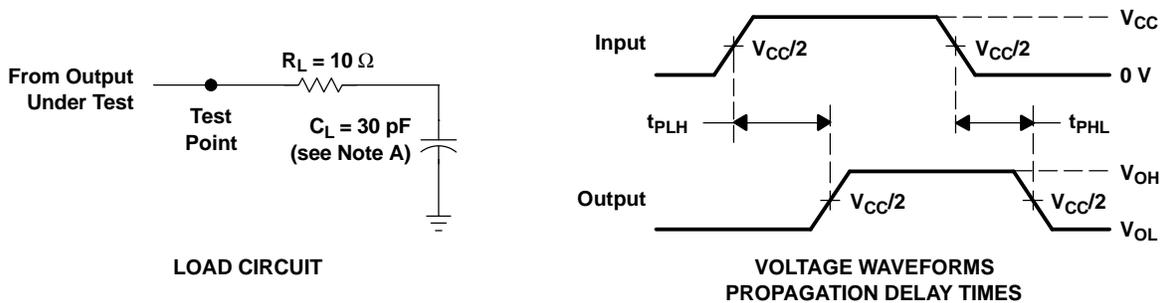 From Output
Under Test
Test
Point
R_L = 10 Ω
C_L = 30 pF
(see Note A)
LOAD CIRCUIT
Input
V_CC/2
V_CC/2
V_CC
0 V
t_PLH
t_PHL
Output
V_CC/2
V_CC/2
V_OH
V_OL
VOLTAGE WAVEFORMS
PROPAGATION DELAY TIMES